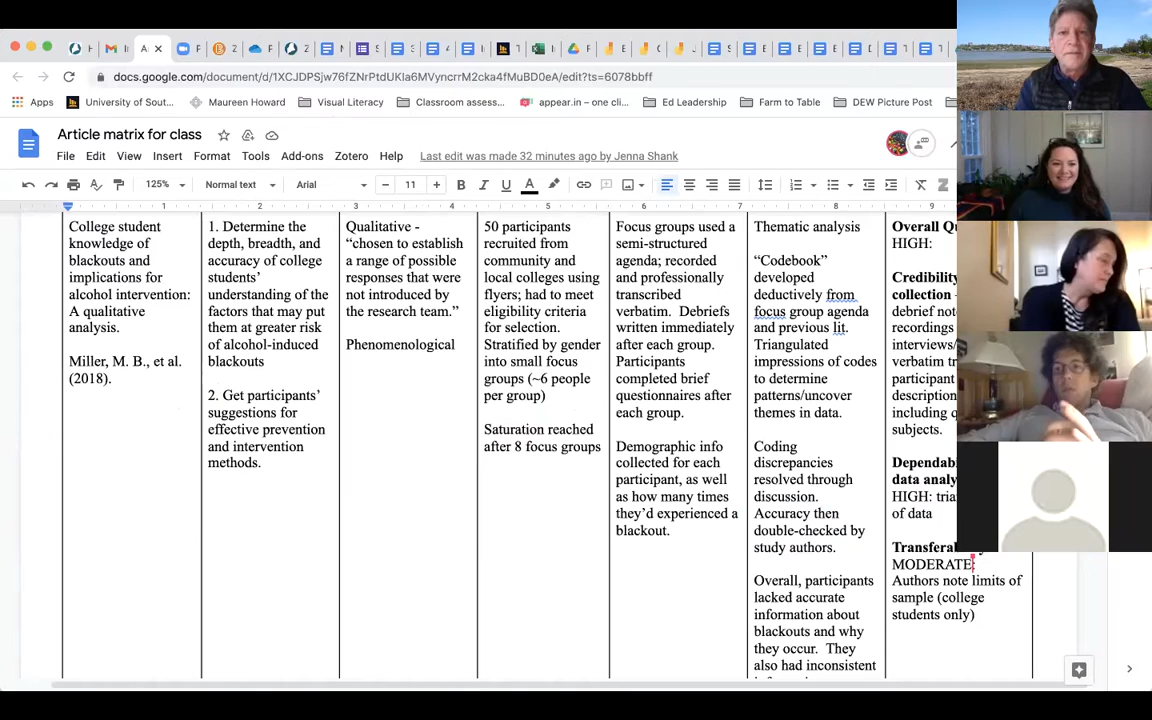 docs.google.com/document/d/1XCJDPSjw76fZNrPtdUKIa6MVyncrrM2cka4fMuBD0eA/edit?ts=6078bbff
Apps
University of Sout...
Maureen Howard
Visual Literacy
Classroom assess...
appear.in – one cli...
Ed Leadership
Farm to Table
DEW Picture Post
Article matrix for class
File Edit View Insert Format Tools Add-ons Zotero Help Last edit was made 32 minutes ago by Jenna Shank
125% Normal text Arial 11
1 2 3 4 5 6 7 8 9
College student
knowledge of
blackouts and
implications for
alcohol intervention:
A qualitative
analysis.
Miller, M. B., et al.
(2018).
1. Determine the
depth, breadth, and
accuracy of college
students’
understanding of the
factors that may put
them at greater risk
of alcohol-induced
blackouts
2. Get participants’
suggestions for
effective prevention
and intervention
methods.
Qualitative -
“chosen to establish
a range of possible
responses that were
not introduced by
the research team.”
Phenomenological
50 participants
recruited from
community and
local colleges using
flyers; had to meet
eligibility criteria
for selection.
Stratified by gender
into small focus
groups (~6 people
per group)
Saturation reached
after 8 focus groups
Focus groups used a
semi-structured
agenda; recorded
and professionally
transcribed
verbatim. Debriefs
written immediately
after each group.
Participants
completed brief
questionnaires after
each group.
Demographic info
collected for each
participant, as well
as how many times
they’d experienced a
blackout.
Thematic analysis
“Codebook”
developed
deductively from
focus group agenda
and previous lit.
Triangulated
impressions of codes
to determine
patterns/uncover
themes in data.
Coding
discrepancies
resolved through
discussion.
Accuracy then
double-checked by
study authors.
Overall, participants
lacked accurate
information about
blackouts and why
they occur. They
also had inconsistent
Overall
HIGH:
collection
debrief
recordings
interviews/
verbatim
participant
description
including
subjects.
data
HIGH:
of data
MODERATE:
Authors note limits of
sample (college
students only)